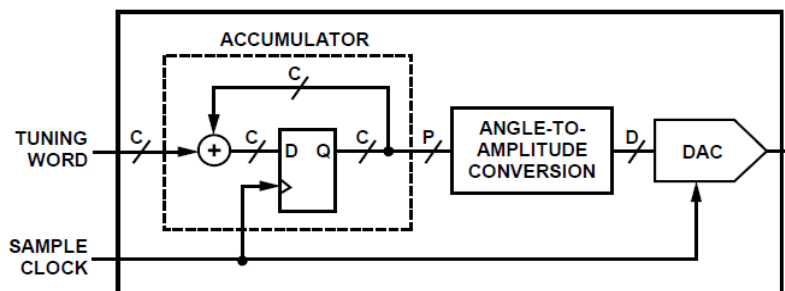 ACCUMULATOR
C
TUNING
WORD
C
+
C
D Q
C
P
ANGLE-TO-
AMPLITUDE
CONVERSION
D
DAC
SAMPLE
CLOCK